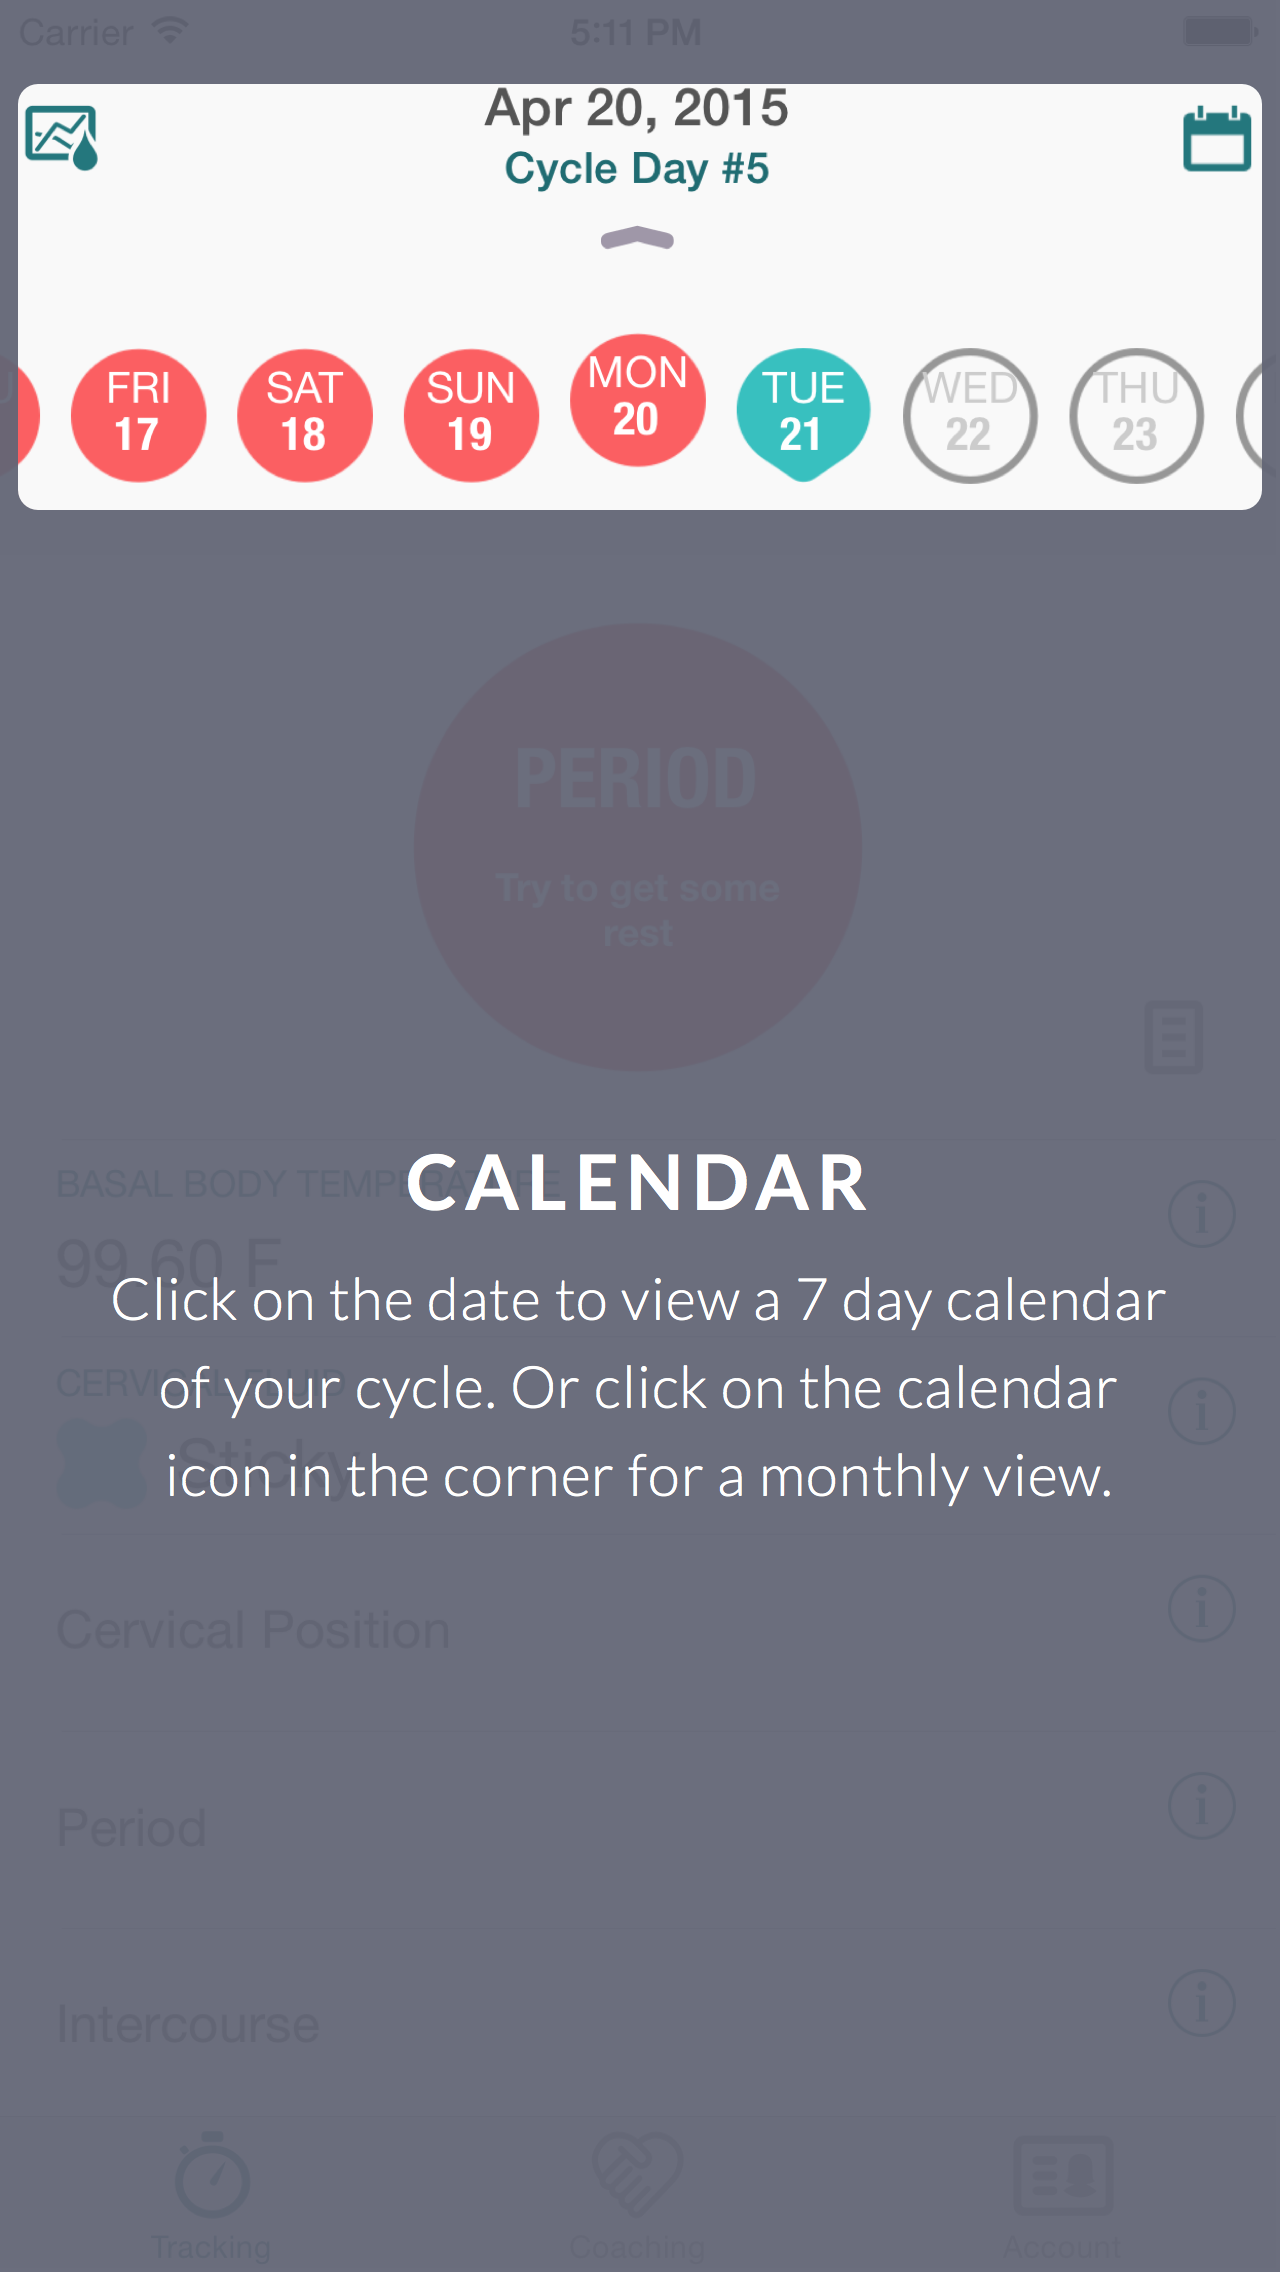 Carrier 5:11 PM
Apr 20, 2015
Cycle Day #5
U FRI SAT SUN MON TUE WED THU
17 18 19 20 21 22 23
PERIOD
Try to get some
rest
BASAL BODY TEMPERATURE
99.60 F
CALENDAR
Click on the date to view a 7 day calendar
of your cycle. Or click on the calendar
icon in the corner for a monthly view.
CERVICAL FLUID
Sticky
Cervical Position
Period
Intercourse
Tracking Coaching Account